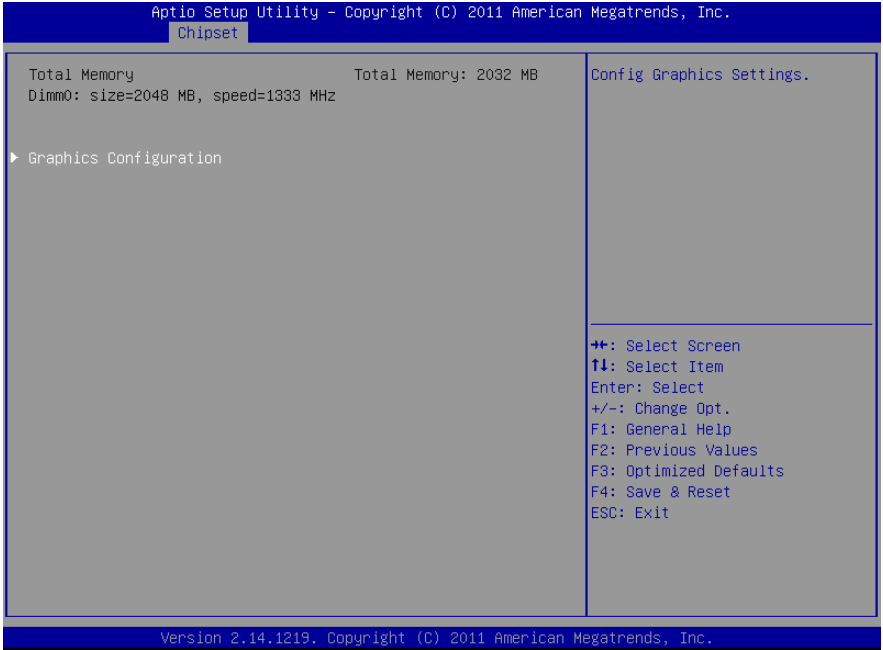 Aptio Setup Utility – Copyright (C) 2011 American Megatrends, Inc.
Chipset
Total Memory Total Memory: 2032 MB
Dimm0: size=2048 MB, speed=1333 MHz
Graphics Configuration
Config Graphics Settings.
→←: Select Screen
↑↓: Select Item
Enter: Select
+/-: Change Opt.
F1: General Help
F2: Previous Values
F3: Optimized Defaults
F4: Save & Reset
ESC: Exit
Version 2.14.1219. Copyright (C) 2011 American Megatrends, Inc.